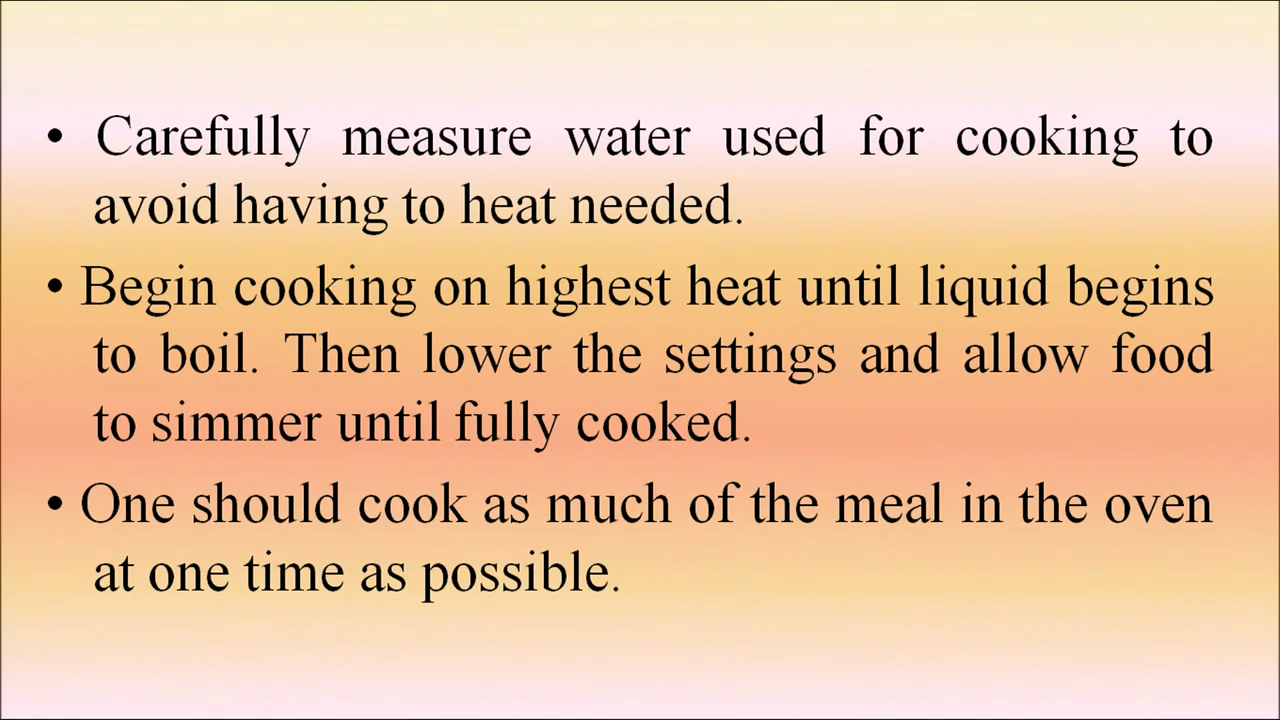 • Carefully measure water used for cooking to
avoid having to heat needed.
• Begin cooking on highest heat until liquid begins
to boil. Then lower the settings and allow food
to simmer until fully cooked.
• One should cook as much of the meal in the oven
at one time as possible.